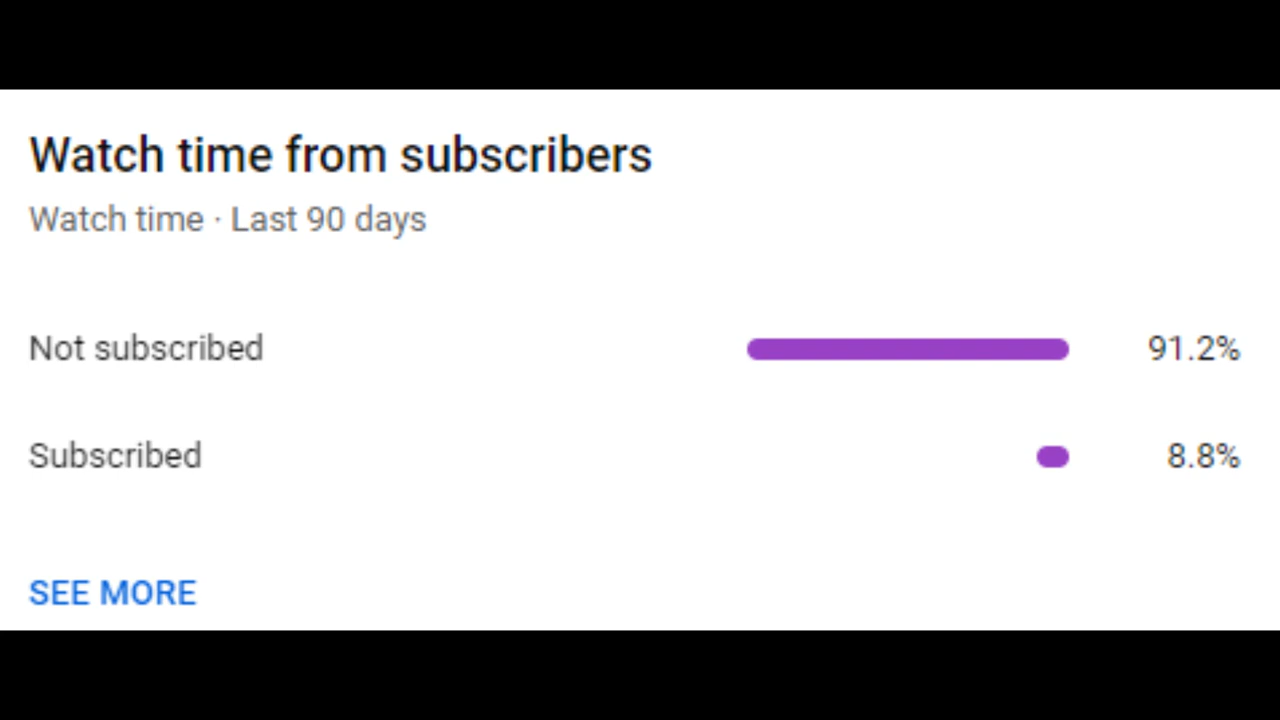 Watch time from subscribers
Watch time · Last 90 days
Not subscribed 91.2%
Subscribed 8.8%
SEE MORE